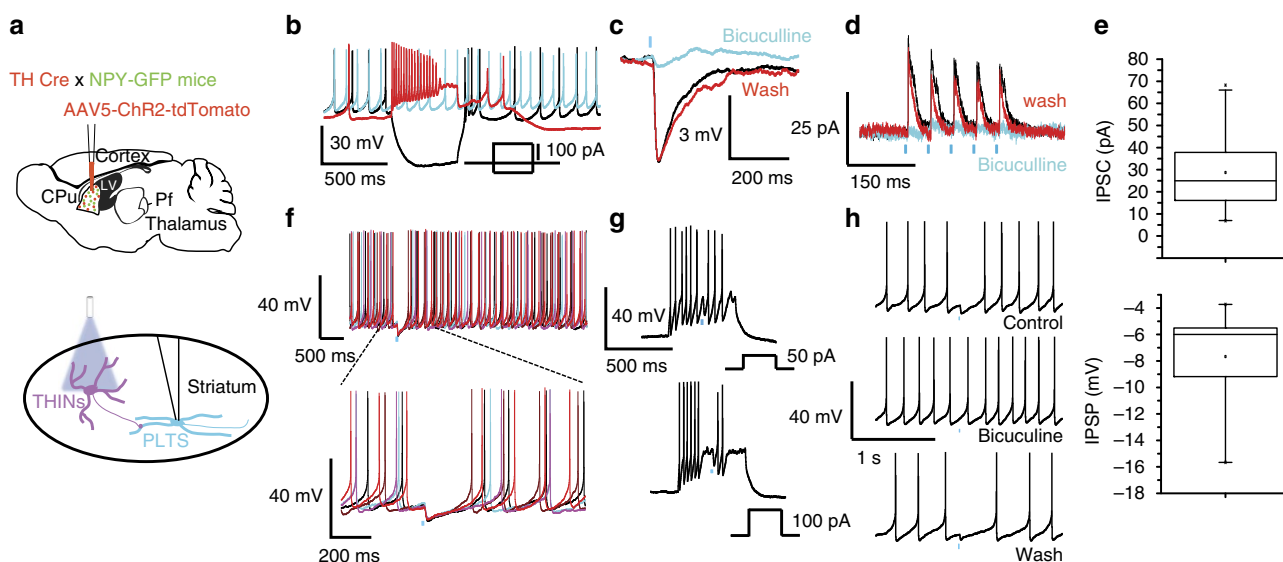 a
TH Cre x NPY-GFP mice
AAV5-ChR2-tdTomato
Cortex
LV
CPu
Pf
Thalamus
THINs
Striatum
PLTS
b
30 mV
500 ms
100 pA
c
Bicuculline
Wash
3 mV
200 ms
d
wash
25 pA
Bicuculline
150 ms
e
IPSC (pA)
80
70
60
50
40
30
20
10
0
IPSP (mV)
–4
–6
–8
–10
–12
–14
–16
–18
f
40 mV
500 ms
40 mV
200 ms
g
40 mV
500 ms
50 pA
100 pA
h
Control
40 mV
Bicuculine
1 s
Wash